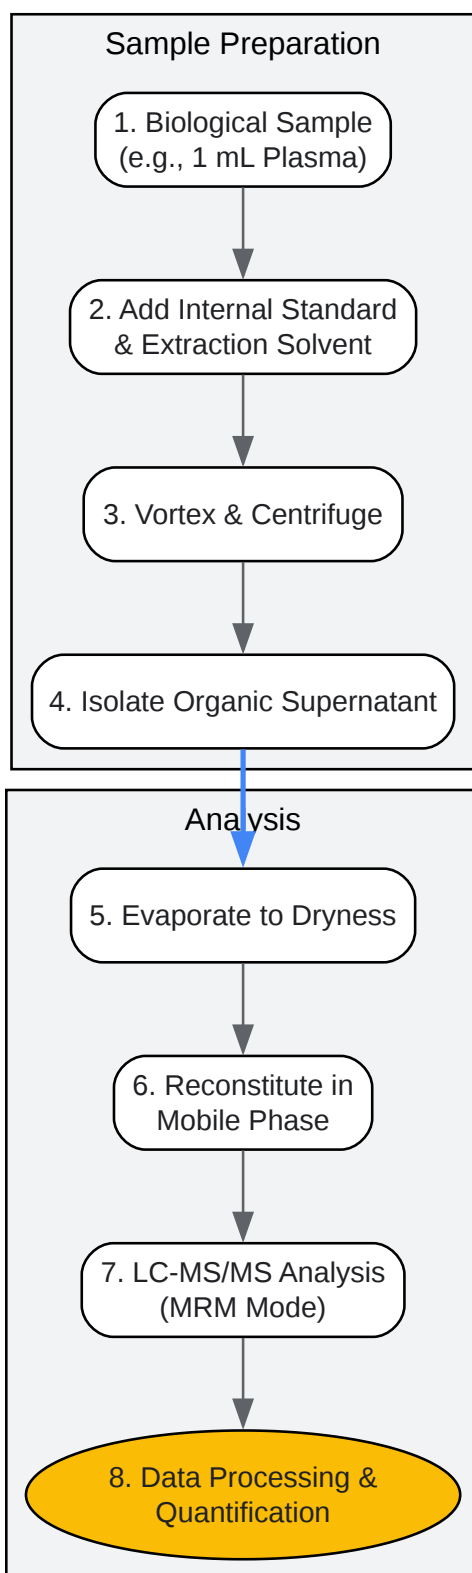 Sample Preparation
1. Biological Sample
(e.g., 1 mL Plasma)
2. Add Internal Standard
& Extraction Solvent
3. Vortex & Centrifuge
4. Isolate Organic Supernatant
Analysis
5. Evaporate to Dryness
6. Reconstitute in
Mobile Phase
7. LC-MS/MS Analysis
(MRM Mode)
8. Data Processing &
Quantification